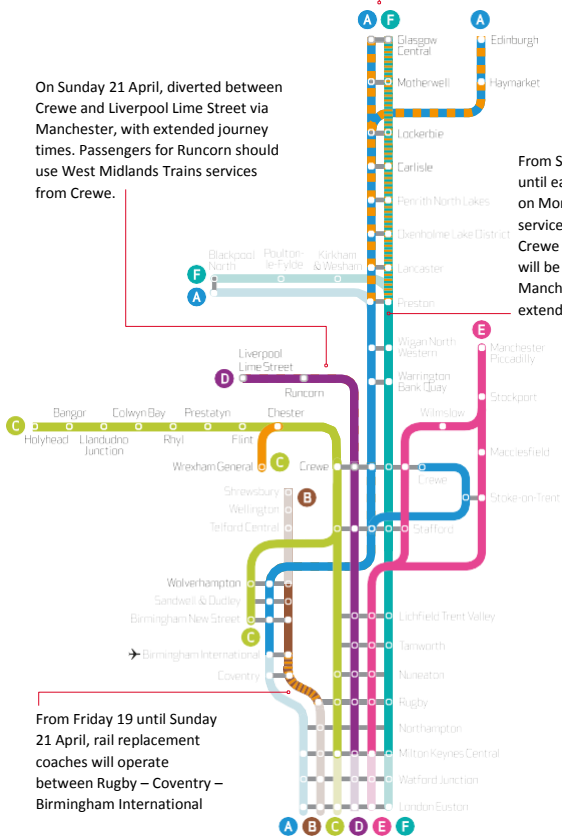 A F A
Glasgow Central
Edinburgh
Motherwell
Haymarket
Lockerbie
Carlisle
Penrith North Lakes
Oxenholme Lake District
Lancaster
Preston
On Sunday 21 April, diverted between
Crewe and Liverpool Lime Street via
Manchester, with extended journey
times. Passengers for Runcorn should
use West Midlands Trains services
from Crewe.
From S
until ea
on Mon
service
Crewe
will be
Manch
extend
F
A
Blackpool
North
Poulton-
le-Fylde
Kirkham
& Wesham
Wigan North
Western
Warrington
Bank Quay
E
Manchester
Piccadilly
Stockport
Wilmslow
Macclesfield
Stoke-on-Trent
D
Liverpool
Lime Street
Runcorn
C
Holyhead
Bangor
Llandudno
Junction
Colwyn Bay
Rhyl
Prestatyn
Flint
Chester
Wrexham General
C
Crewe
Crewe
Shrewsbury
B
Wellington
Telford Central
Stafford
Wolverhampton
Sandwell & Dudley
Birmingham New Street
C
Birmingham International
Coventry
Lichfield Trent Valley
Tamworth
Nuneaton
Rugby
Northampton
Milton Keynes Central
Watford Junction
London Euston
From Friday 19 until Sunday
21 April, rail replacement
coaches will operate
between Rugby – Coventry –
Birmingham International
A B C D E F